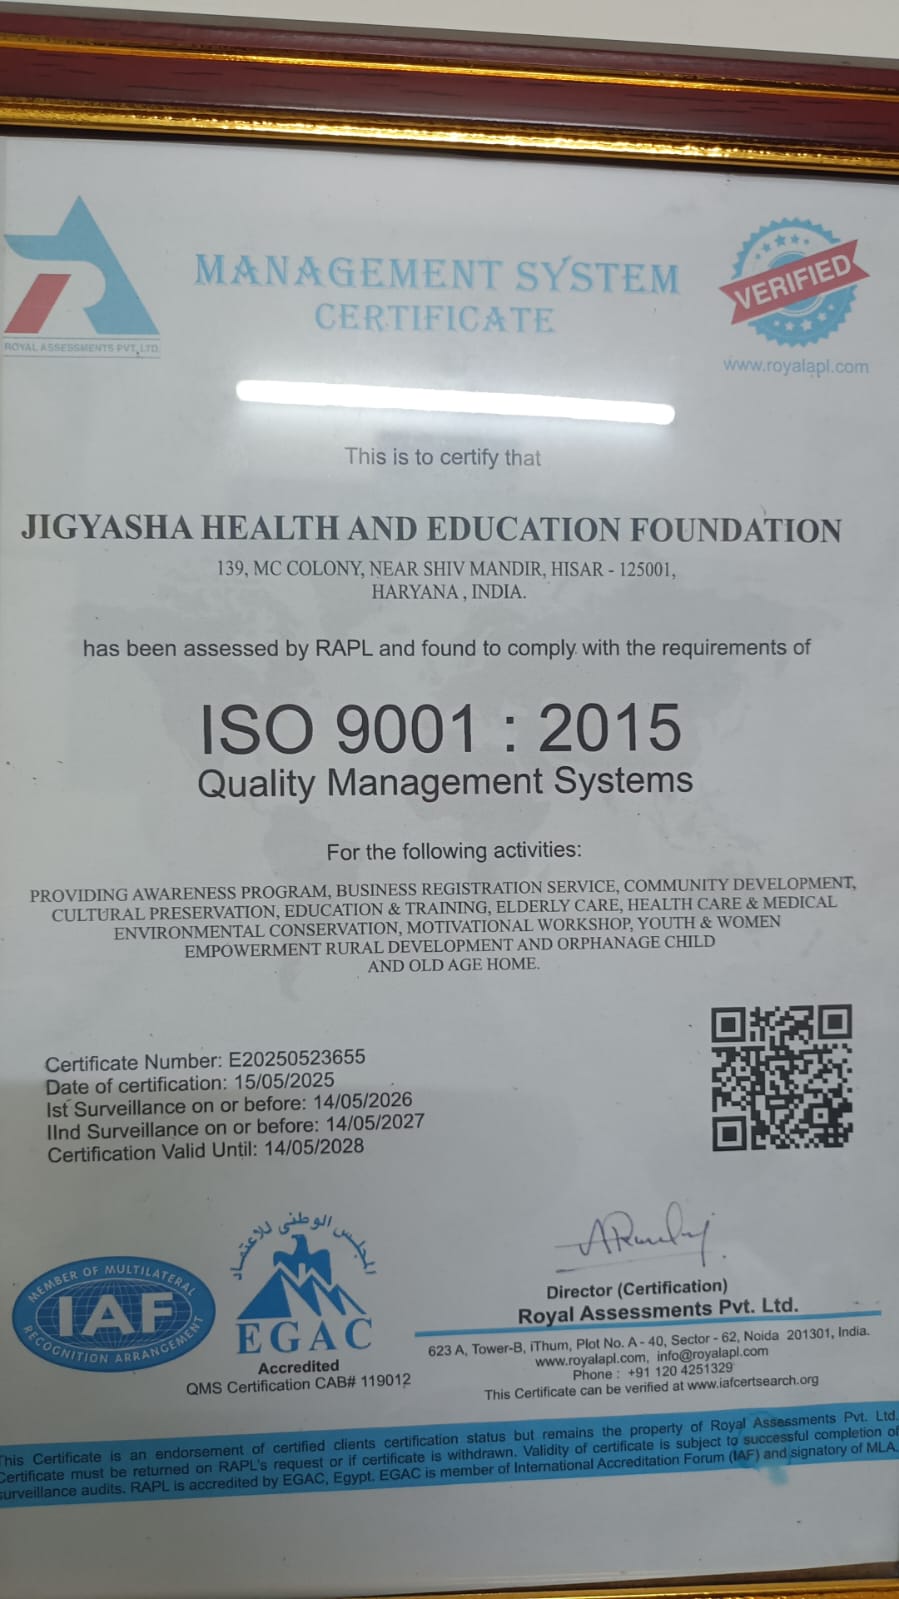 ROYAL ASSESSMENTS PVT. LTD.
MANAGEMENT SYSTEM
CERTIFICATE
VERIFIED
www.royalapl.com
This is to certify that
JIGYASHA HEALTH AND EDUCATION FOUNDATION
139, MC COLONY, NEAR SHIV MANDIR, HISAR - 125001,
HARYANA , INDIA.
has been assessed by RAPL and found to comply with the requirements of
ISO 9001 : 2015
Quality Management Systems
For the following activities:
PROVIDING AWARENESS PROGRAM, BUSINESS REGISTRATION SERVICE, COMMUNITY DEVELOPMENT,
CULTURAL PRESERVATION, EDUCATION & TRAINING, ELDERLY CARE, HEALTH CARE & MEDICAL
ENVIRONMENTAL CONSERVATION, MOTIVATIONAL WORKSHOP, YOUTH & WOMEN
EMPOWERMENT RURAL DEVELOPMENT AND ORPHANAGE CHILD
AND OLD AGE HOME.
Certificate Number: E20250523655
Date of certification: 15/05/2025
Ist Surveillance on or before: 14/05/2026
IInd Surveillance on or before: 14/05/2027
Certification Valid Until: 14/05/2028
MEMBER OF MULTILATERAL
IAF
RECOGNITION ARRANGEMENT
المجلس الوطني للاعتماد
EGAC
Accredited
QMS Certification CAB# 119012
Director (Certification)
Royal Assessments Pvt. Ltd.
623 A, Tower-B, iThum, Plot No. A - 40, Sector - 62, Noida 201301, India.
www.royalapl.com, info@royalapl.com
Phone : +91 120 4251329
This Certificate can be verified at www.iafcertsearch.org
This Certificate is an endorsement of certified clients certification status but remains the property of Royal Assessments Pvt. Ltd.
Certificate must be returned on RAPL's request or if certificate is withdrawn. Validity of certificate is subject to successful completion of
surveillance audits. RAPL is accredited by EGAC, Egypt. EGAC is member of International Accreditation Forum (IAF) and signatory of MLA.